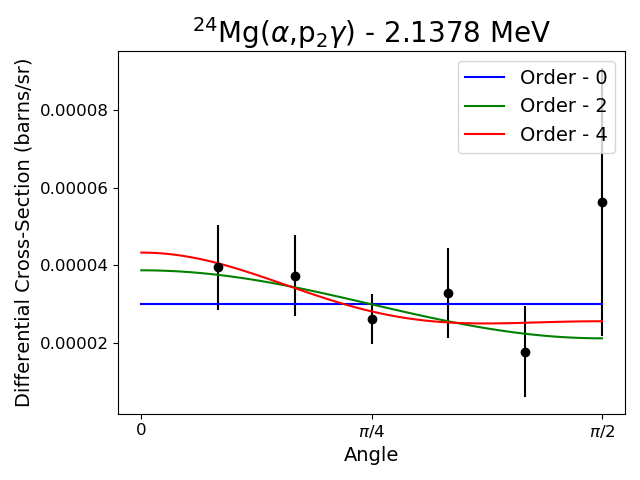 ²⁴Mg(α,p₂γ) - 2.1378 MeV
Order - 0
Order - 2
Order - 4
Differential Cross-Section (barns/sr)
0.00008
0.00006
0.00004
0.00002
0
π/4
π/2
Angle